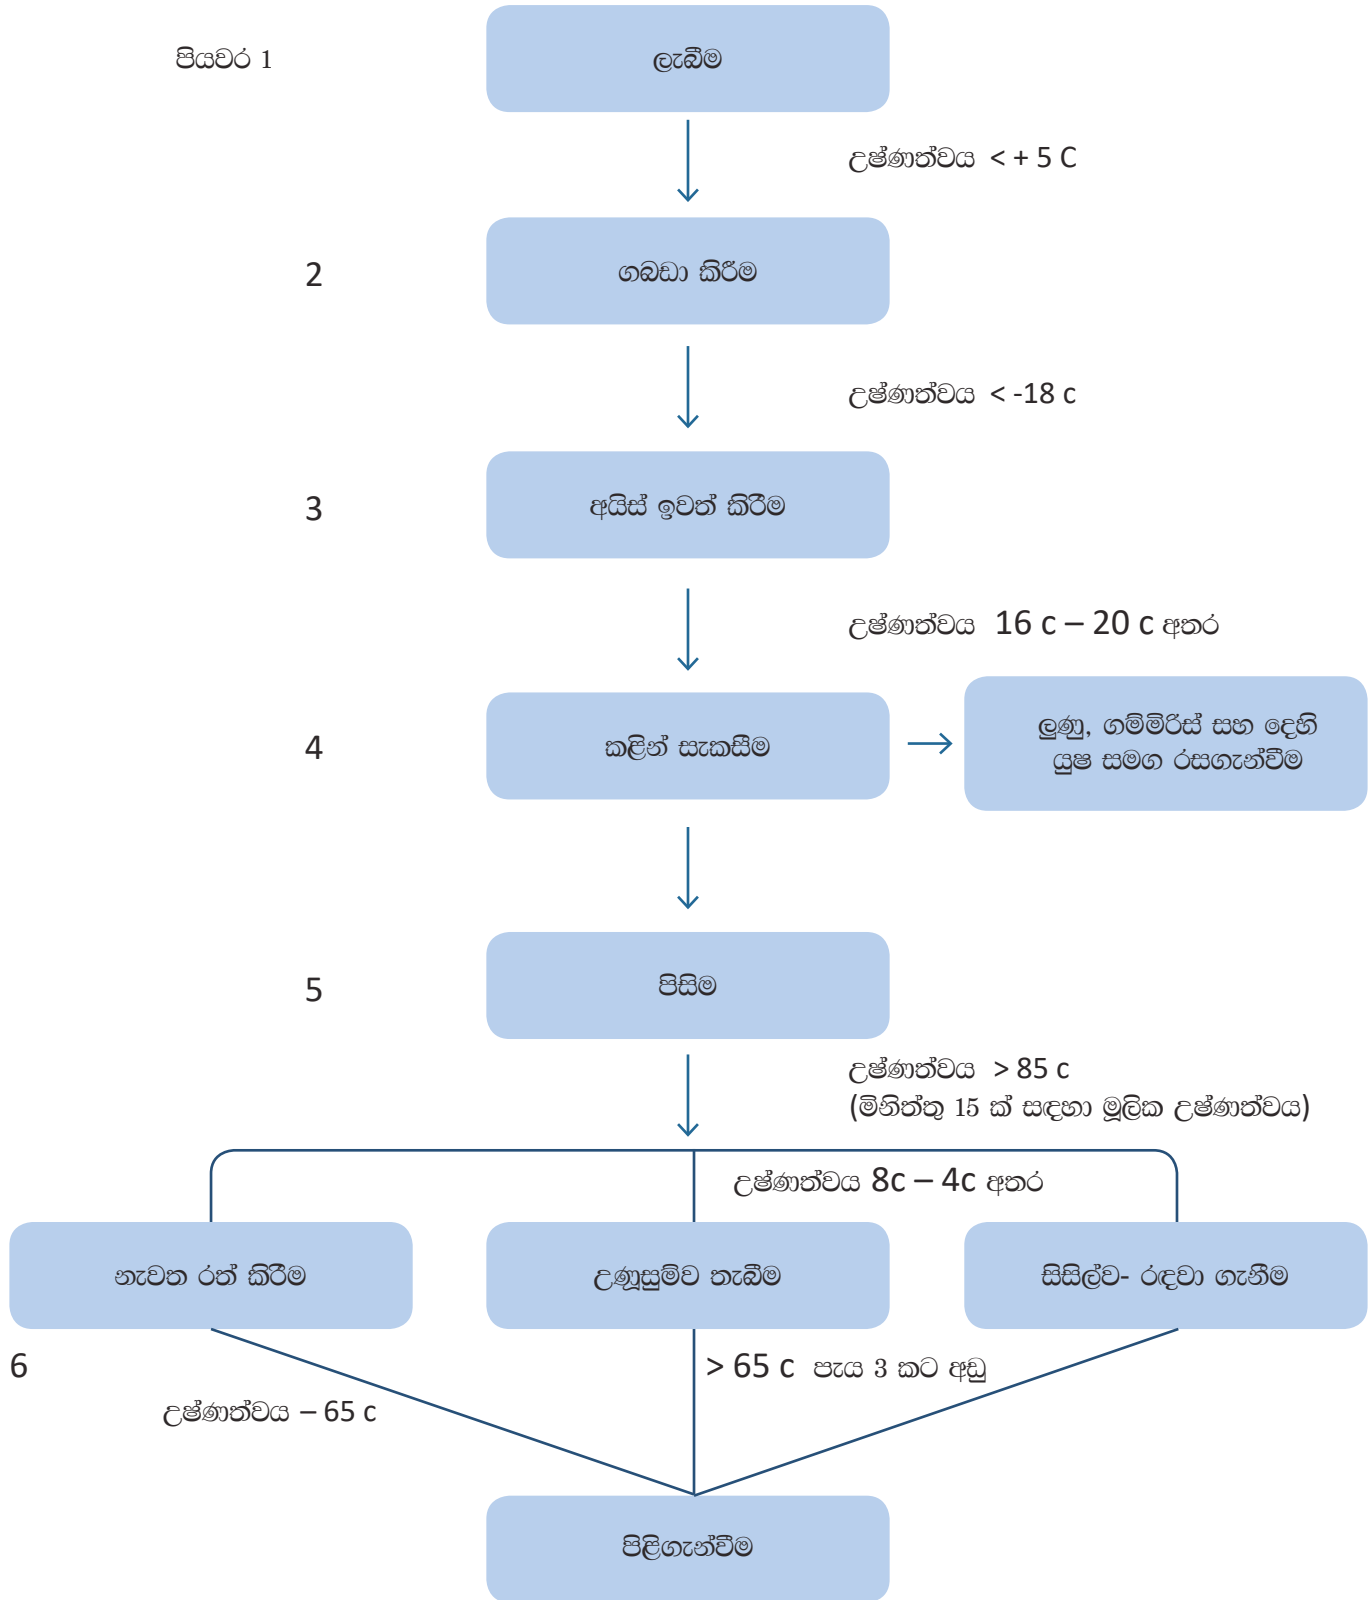 පියවර 1
ලැබීම
උෂ්ණත්වය < + 5 C
2
ගබඩා කිරීම
උෂ්ණත්වය < -18 c
3
අයිස් ඉවත් කිරීම
උෂ්ණත්වය 16 c – 20 c අතර
4
කළින් සැකසීම
ලුණු, ගම්මිරිස් සහ දෙහි
යුෂ සමග රසගැන්වීම
5
පිසිම
උෂ්ණත්වය > 85 c
(මිනිත්තු 15 ක් සඳහා මූලික උෂ්ණත්වය)
උෂ්ණත්වය 8c – 4c අතර
නැවත රත් කිරීම
උණූසුම්ව තැබීම
සිසිල්ව- රඳවා ගැනීම
6
> 65 c පැය 3 කට අඩු
උෂ්ණත්වය – 65 c
පිළිගැන්වීම